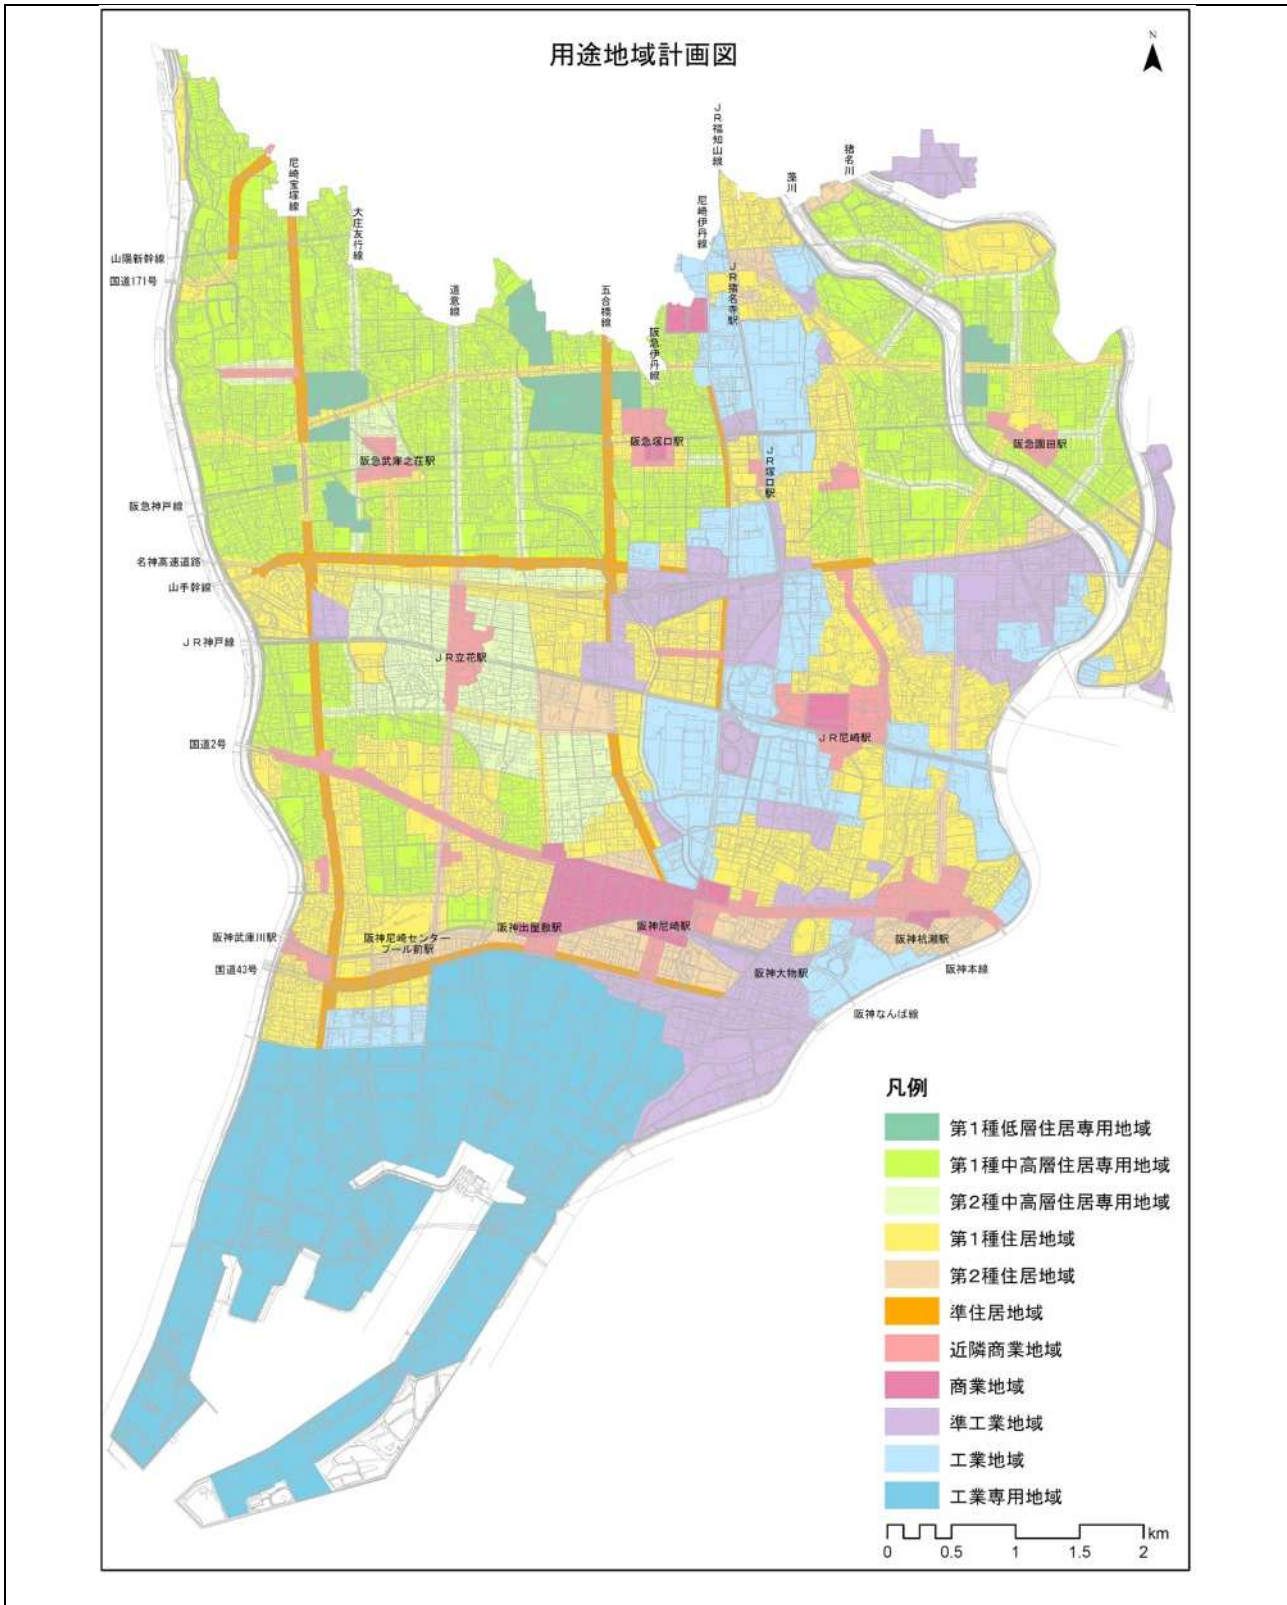 用途地域計画図
N
JR福知山線
猪名川
藻川
尼崎宝塚線
尼崎伊丹線
大庄友行線
山陽新幹線
国道171号
JR猪名寺駅
道意線
五合橋線
阪急伊丹線
阪急塚口駅
阪急園田駅
阪急武庫之荘駅
JR塚口駅
阪急神戸線
名神高速道路
山手幹線
JR神戸線
JR立花駅
国道2号
JR尼崎駅
阪神出屋敷駅
阪神尼崎駅
阪神武庫川駅
阪神尼崎センター
プール前駅
阪神杭瀬駅
国道43号
阪神大物駅
阪神本線
阪神なんば線
凡例
第1種低層住居専用地域
第1種中高層住居専用地域
第2種中高層住居専用地域
第1種住居地域
第2種住居地域
準住居地域
近隣商業地域
商業地域
準工業地域
工業地域
工業専用地域
km
0 0.5 1 1.5 2